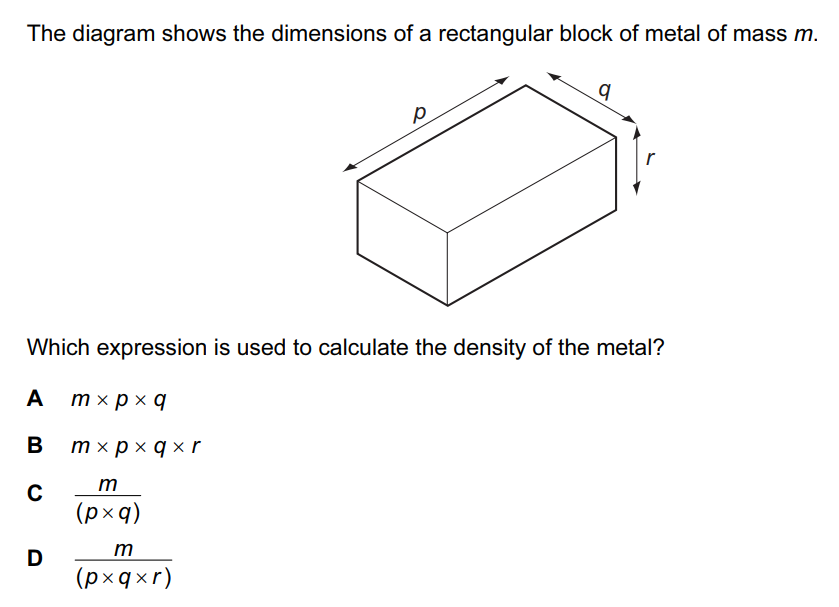 The diagram shows the dimensions of a rectangular block of metal of mass m.
p
q
r
Which expression is used to calculate the density of the metal?
A m × p × q
B m × p × q × r
C m
(p × q)
D m
(p × q × r)